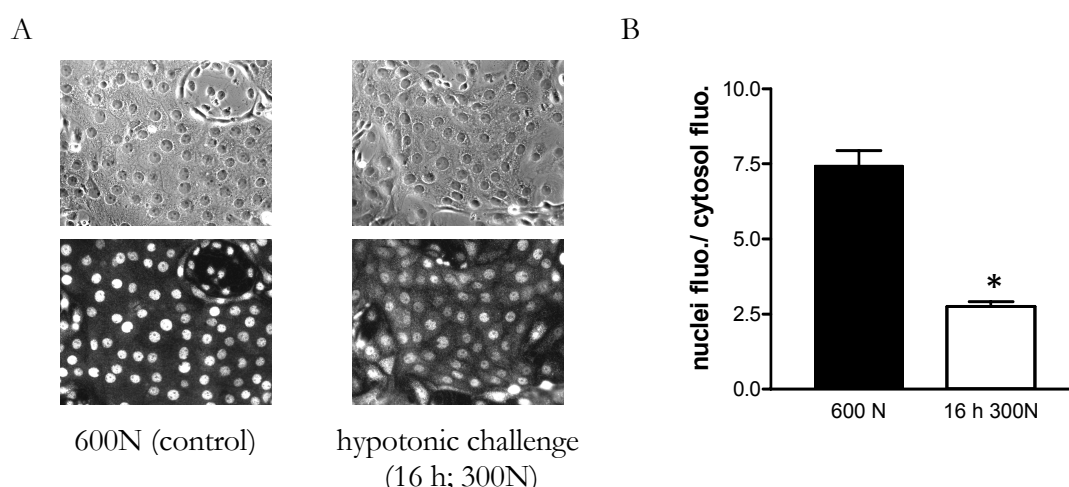 A
B
600N (control)
hypotonic challenge
(16 h; 300N)
nuclei fluo./ cytosol fluo.
10.0
7.5
5.0
2.5
0.0
*
600 N
16 h 300N